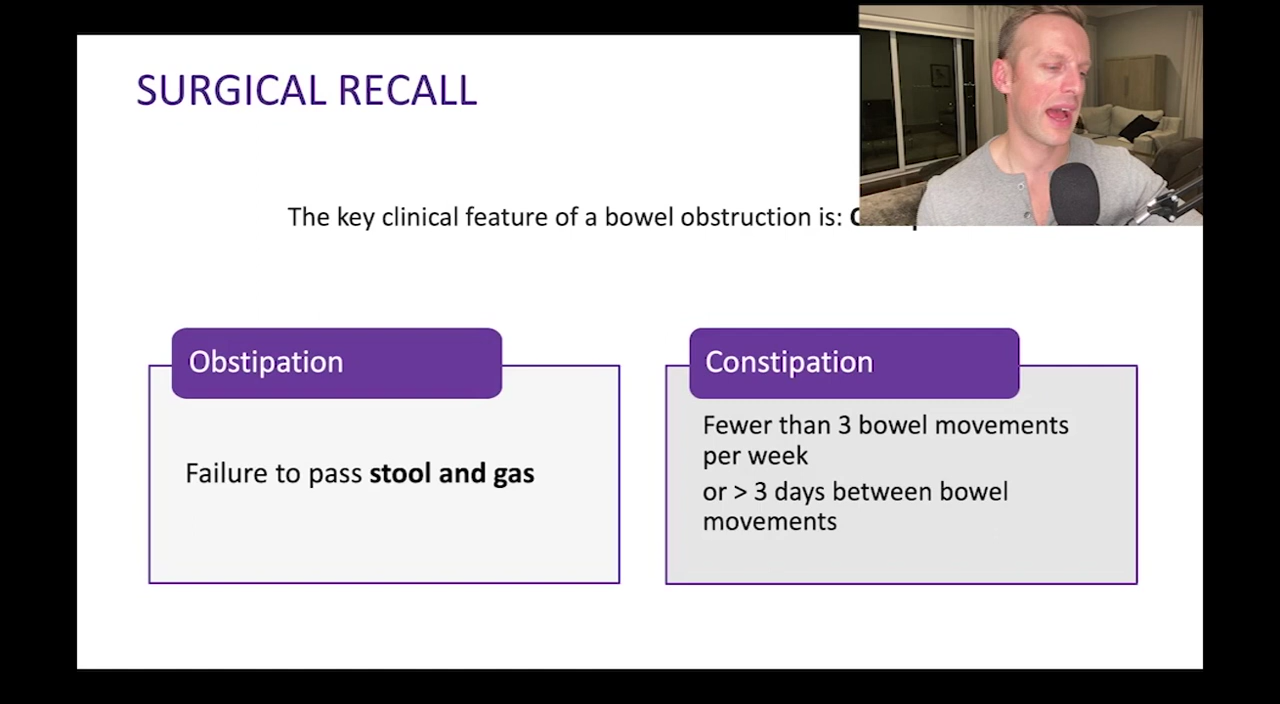 SURGICAL RECALL
The key clinical feature of a bowel obstruction is:
Obstipation
Failure to pass stool and gas
Constipation
Fewer than 3 bowel movements
per week
or > 3 days between bowel
movements